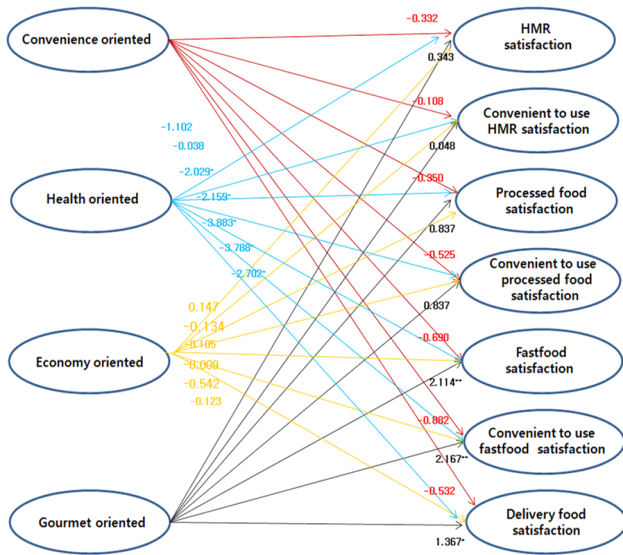 Convenience oriented
Health oriented
Economy oriented
Gourmet oriented
HMR
satisfaction
Convenient to use
HMR satisfaction
Processed food
satisfaction
Convenient to use
processed food
satisfaction
Fastfood
satisfaction
Convenient to use
fastfood satisfaction
Delivery food
satisfaction
-0.332
-0.108
-0.350
-0.525
-0.690
-0.882
-0.532
-1.102
-0.038
-2.029*
-2.159*
-3.883*
-3.788*
-2.702*
0.147
-0.134
-0.105
-0.009
-0.542
-0.123
0.343
0.048
0.837
0.837
2.114**
2.167**
1.367*